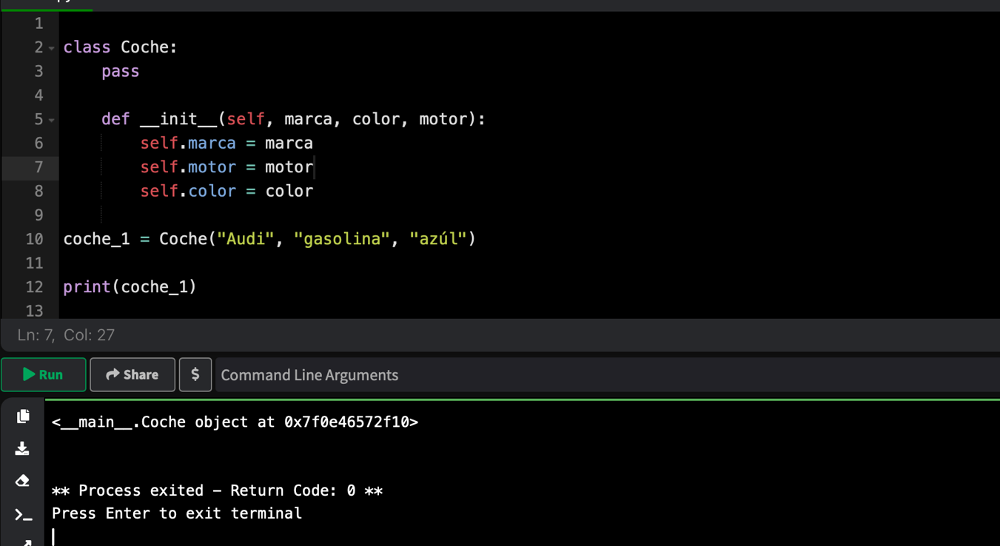 1
2 class Coche:
3     pass
4
5     def __init__(self, marca, color, motor):
6         self.marca = marca
7         self.motor = motor
8         self.color = color
9
10 coche_1 = Coche("Audi", "gasolina", "azúl")
11
12 print(coche_1)
13
Ln: 7, Col: 27
Run Share $ Command Line Arguments
<__main__.Coche object at 0x7f0e46572f10>
** Process exited - Return Code: 0 **
Press Enter to exit terminal